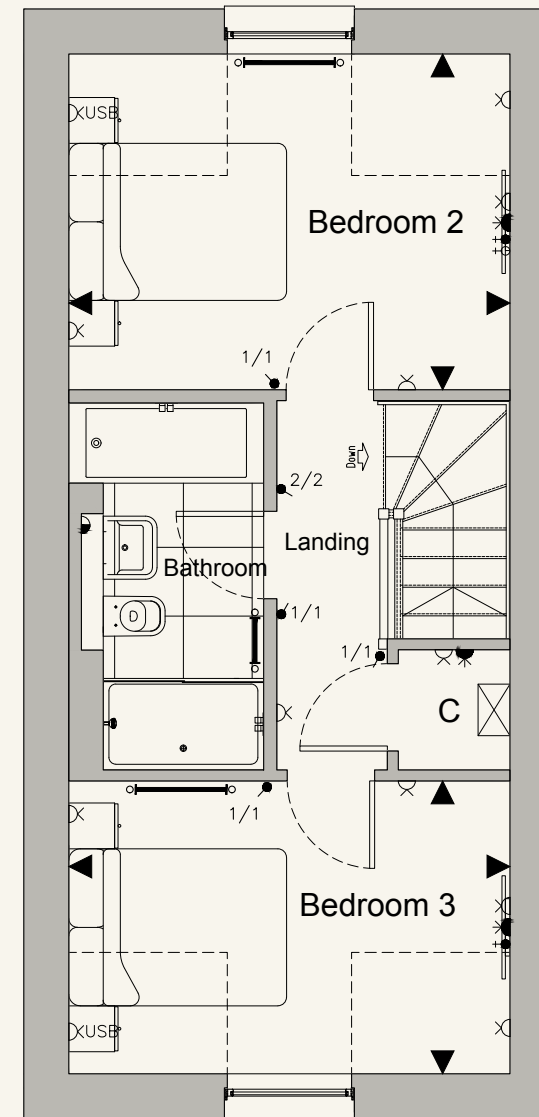 USB
Bedroom 2
1/1
Down
2/2
Landing
Bathroom
1/1
D
1/1
C
1/1
Bedroom 3
USB